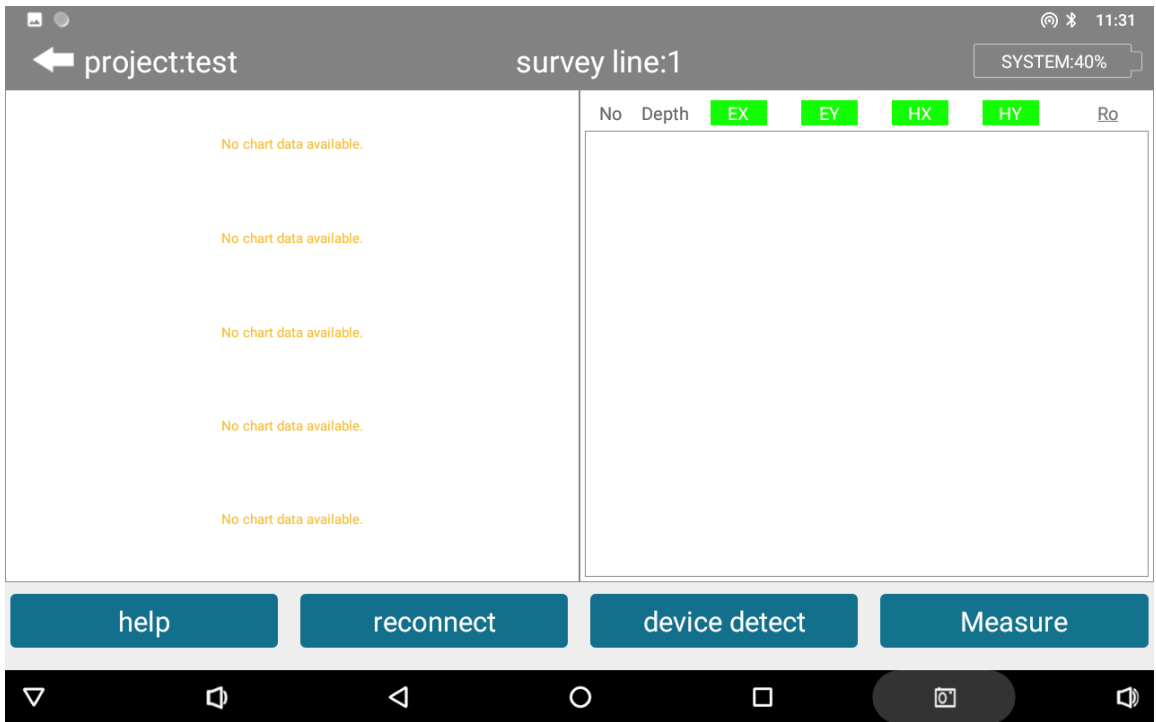 11:31
project:test
survey line:1
SYSTEM:40%
No chart data available.
No chart data available.
No chart data available.
No chart data available.
No chart data available.
No Depth EX EY HX HY Ro
help
reconnect
device detect
Measure